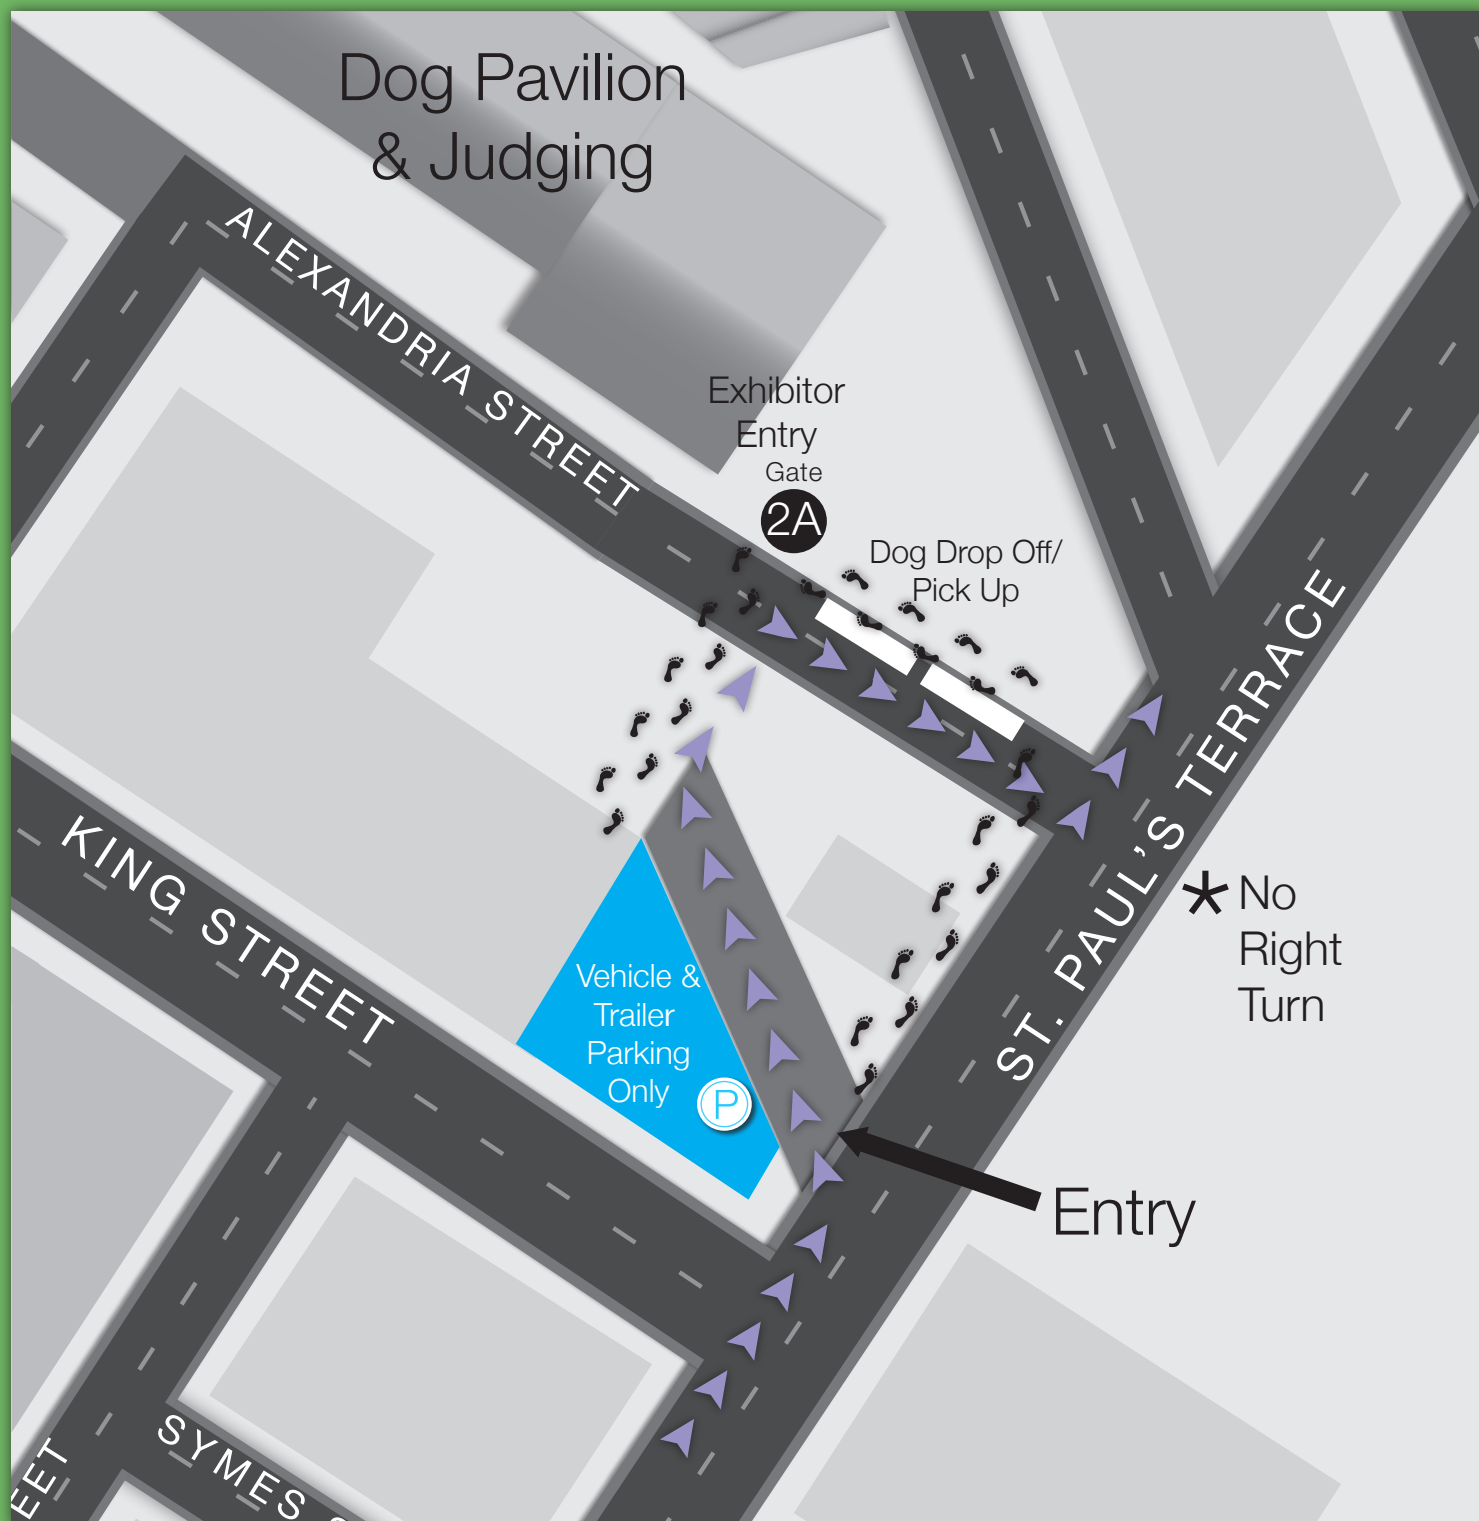 Dog Pavilion
& Judging
ALEXANDRIA STREET
Exhibitor
Entry
Gate
2A
Dog Drop Off/
Pick Up
KING STREET
ST. PAUL'S TERRACE
* No
Right
Turn
Vehicle &
Trailer
Parking
Only
P
Entry
SYMES
EET